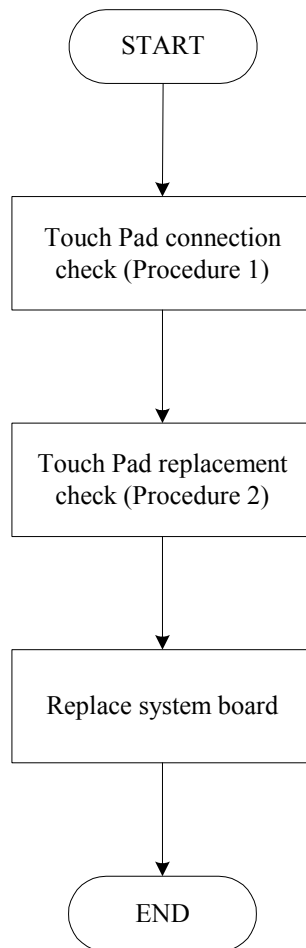 START
Touch Pad connection
check (Procedure 1)
Touch Pad replacement
check (Procedure 2)
Replace system board
END